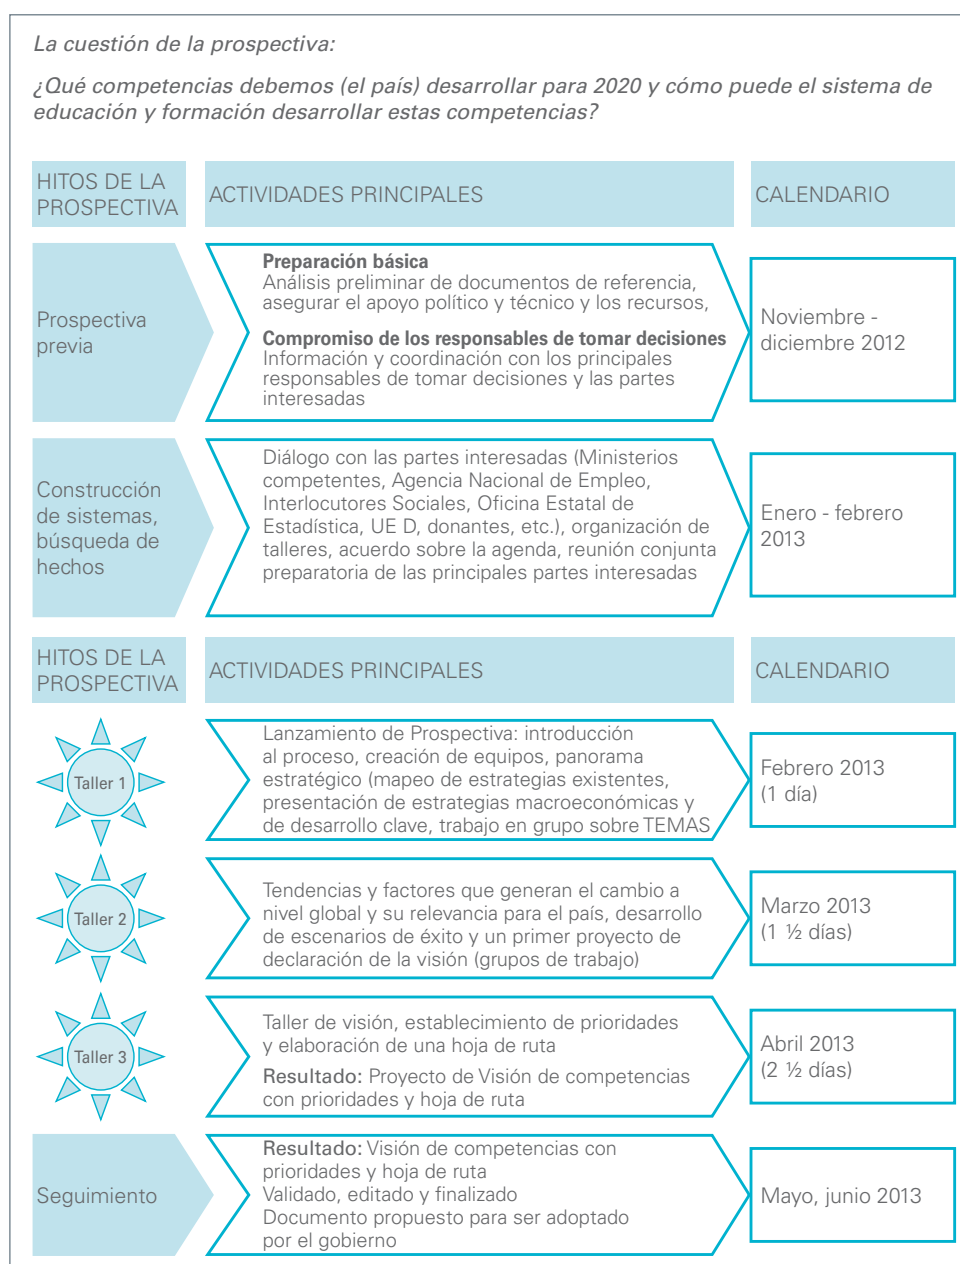 La cuestión de la prospectiva:
¿Qué competencias debemos (el país) desarrollar para 2020 y cómo puede el sistema de
educación y formación desarrollar estas competencias?
HITOS DE LA
PROSPECTIVA
ACTIVIDADES PRINCIPALES
CALENDARIO
Prospectiva
previa
Preparación básica
Análisis preliminar de documentos de referencia,
asegurar el apoyo político y técnico y los recursos,
Compromiso de los responsables de tomar decisiones
Información y coordinación con los principales
responsables de tomar decisiones y las partes
interesadas
Noviembre -
diciembre 2012
Construcción
de sistemas,
búsqueda de
hechos
Diálogo con las partes interesadas (Ministerios
competentes, Agencia Nacional de Empleo,
Interlocutores Sociales, Oficina Estatal de
Estadística, UE D, donantes, etc.), organización de
talleres, acuerdo sobre la agenda, reunión conjunta
preparatoria de las principales partes interesadas
Enero - febrero
2013
HITOS DE LA
PROSPECTIVA
ACTIVIDADES PRINCIPALES
CALENDARIO
Taller 1
Lanzamiento de Prospectiva: introducción
al proceso, creación de equipos, panorama
estratégico (mapeo de estrategias existentes,
presentación de estrategias macroeconómicas y
de desarrollo clave, trabajo en grupo sobre TEMAS
Febrero 2013
(1 día)
Taller 2
Tendencias y factores que generan el cambio a
nivel global y su relevancia para el país, desarrollo
de escenarios de éxito y un primer proyecto de
declaración de la visión (grupos de trabajo)
Marzo 2013
(1 ½ días)
Taller 3
Taller de visión, establecimiento de prioridades
y elaboración de una hoja de ruta
Resultado: Proyecto de Visión de competencias
con prioridades y hoja de ruta
Abril 2013
(2 ½ días)
Seguimiento
Resultado: Visión de competencias con
prioridades y hoja de ruta
Validado, editado y finalizado
Documento propuesto para ser adoptado
por el gobierno
Mayo, junio 2013